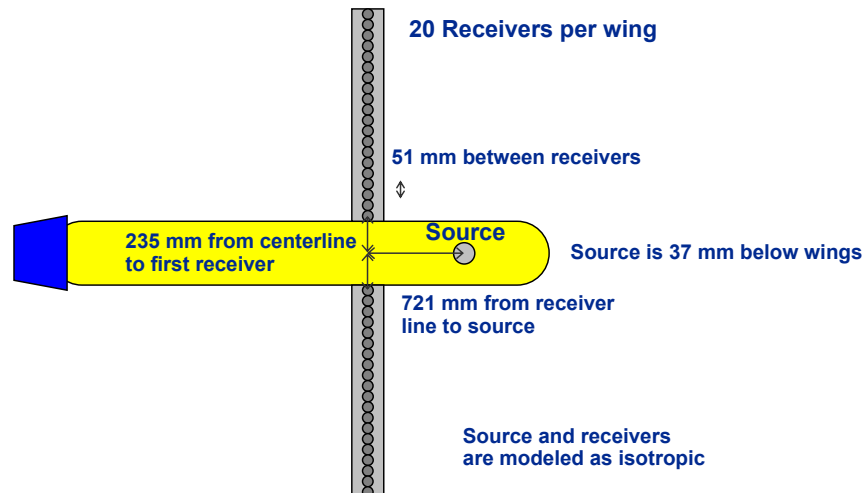 20 Receivers per wing
51 mm between receivers
235 mm from centerline
to first receiver
Source
Source is 37 mm below wings
721 mm from receiver
line to source
Source and receivers
are modeled as isotropic